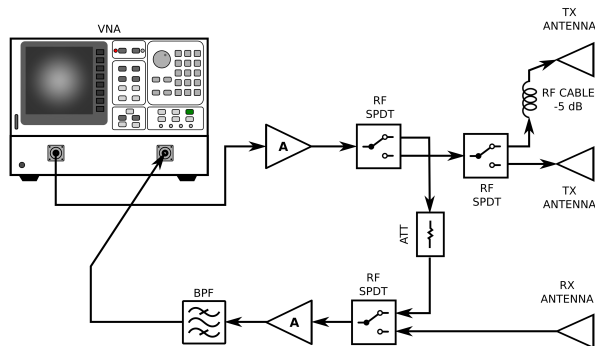 VNA
TX
ANTENNA
RF CABLE
-5 dB
RF
SPDT
A
RF
SPDT
TX
ANTENNA
ATT
RX
ANTENNA
RF
SPDT
BPF
A